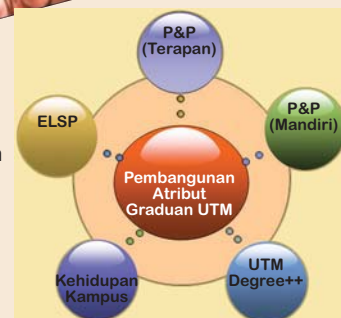 P&P
(Terapan)
ELSP
P&P
(Mandiri)
Pembangunan
Atribut
Graduan UTM
Kehidupan
Kampus
UTM
Degree++